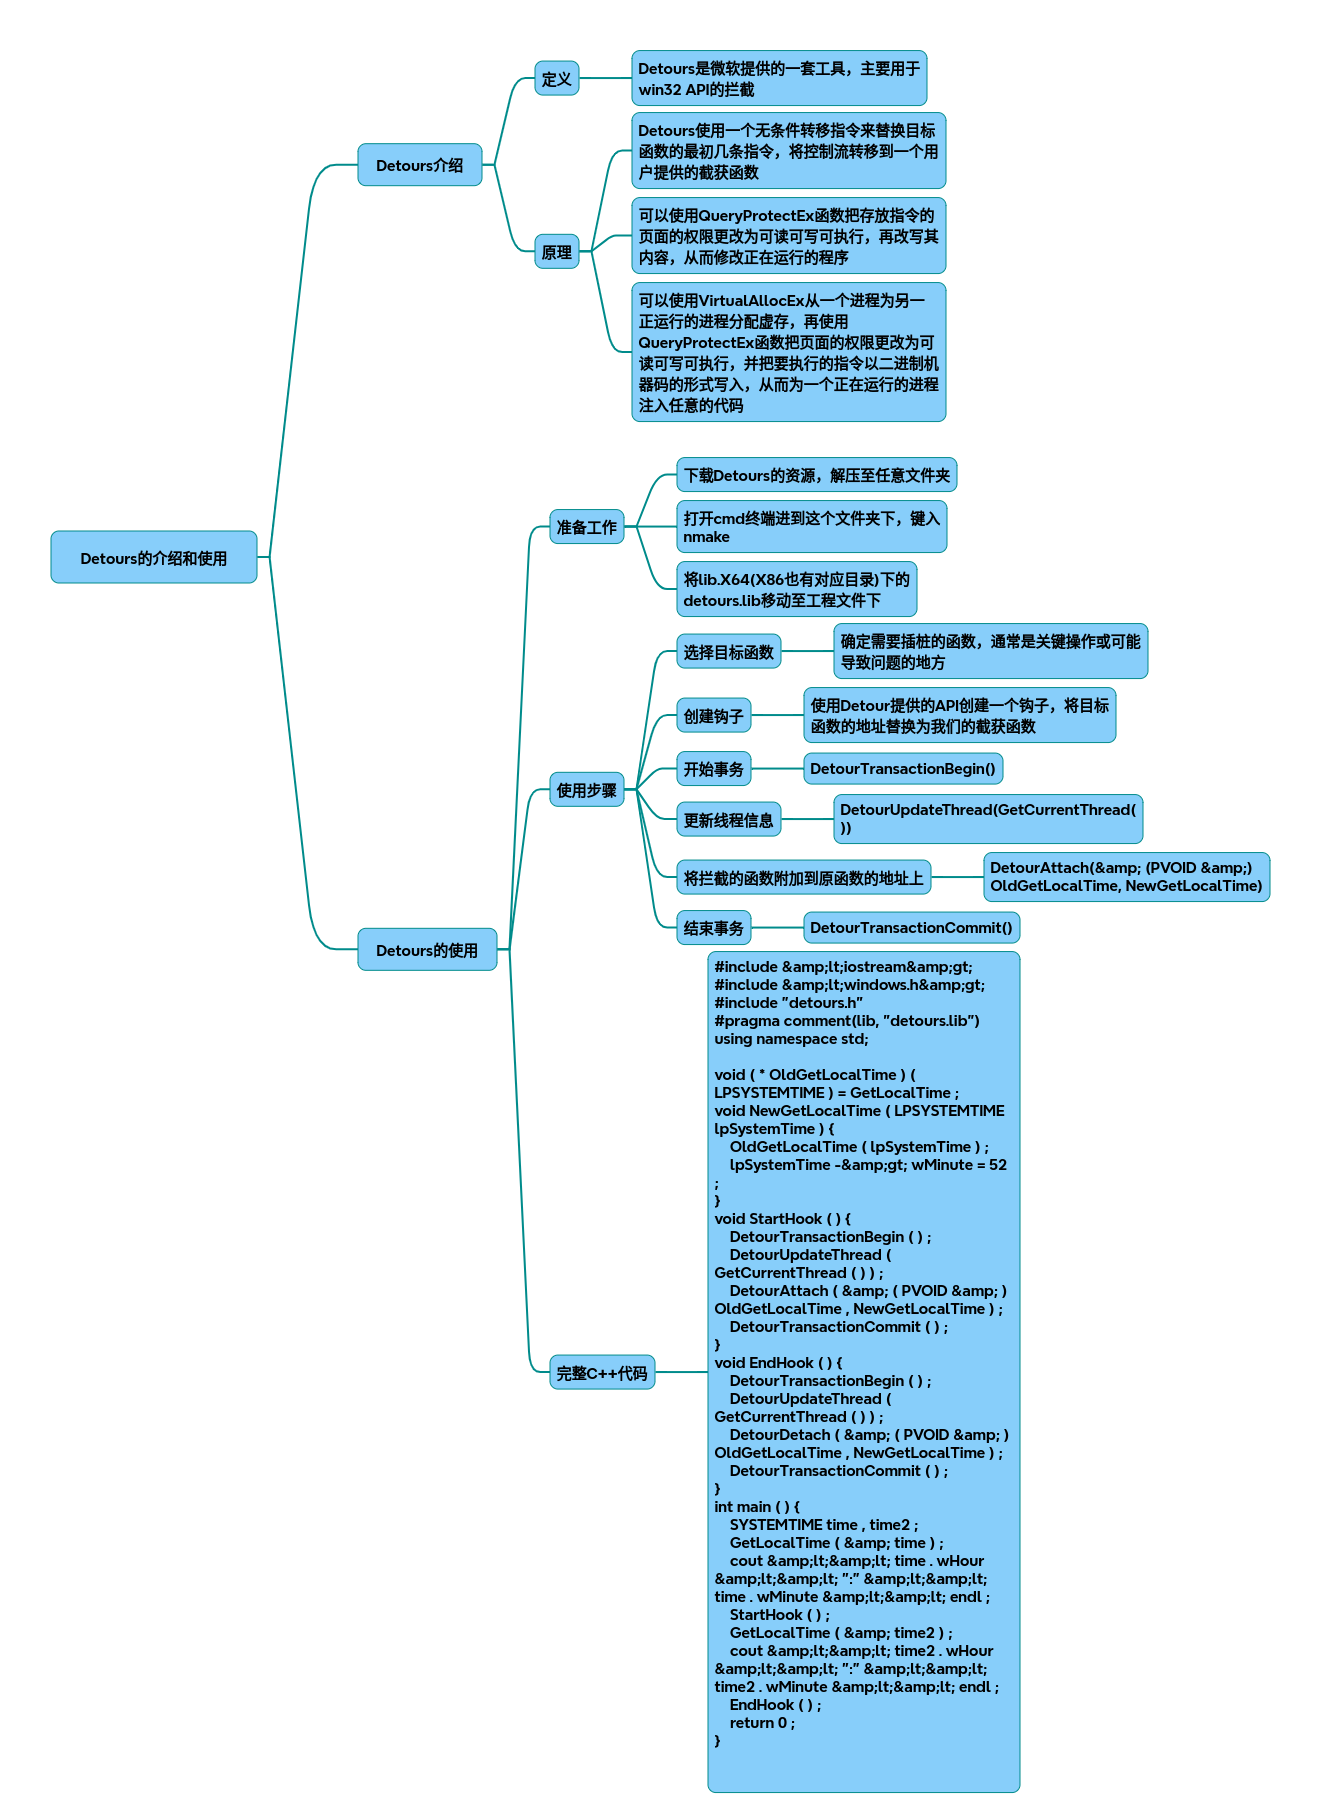 Detours的介绍和使用
Detours介绍
定义
Detours是微软提供的一套工具，主要用于
win32 API的拦截
原理
Detours使用一个无条件转移指令来替换目标
函数的最初几条指令，将控制流转移到一个用
户提供的截获函数
可以使用QueryProtectEx函数把存放指令的
页面的权限更改为可读可写可执行，再改写其
内容，从而修改正在运行的程序
可以使用VirtualAllocEx从一个进程为另一
正运行的进程分配虚存，再使用
QueryProtectEx函数把页面的权限更改为可
读可写可执行，并把要执行的指令以二进制机
器码的形式写入，从而为一个正在运行的进程
注入任意的代码
Detours的使用
准备工作
下载Detours的资源，解压至任意文件夹
打开cmd终端进到这个文件夹下，键入
nmake
将lib.X64(X86也有对应目录)下的
detours.lib移动至工程文件下
使用步骤
选择目标函数
确定需要插桩的函数，通常是关键操作或可能
导致问题的地方
创建钩子
使用Detour提供的API创建一个钩子，将目标
函数的地址替换为我们的截获函数
开始事务
DetourTransactionBegin()
更新线程信息
DetourUpdateThread(GetCurrentThread(
))
将拦截的函数附加到原函数的地址上
DetourAttach(&amp; (PVOID &amp;)
OldGetLocalTime, NewGetLocalTime)
结束事务
DetourTransactionCommit()
完整C++代码
#include &amp;lt;iostream&amp;gt;
#include &amp;lt;windows.h&amp;gt;
#include "detours.h"
#pragma comment(lib, "detours.lib")
using namespace std;
void ( * OldGetLocalTime ) (
LPSYSTEMTIME ) = GetLocalTime ;
void NewGetLocalTime ( LPSYSTEMTIME
lpSystemTime ) {
OldGetLocalTime ( lpSystemTime ) ;
lpSystemTime -&amp;gt; wMinute = 52
;
}
void StartHook ( ) {
DetourTransactionBegin ( ) ;
DetourUpdateThread (
GetCurrentThread ( ) ) ;
DetourAttach ( &amp; ( PVOID &amp; )
OldGetLocalTime , NewGetLocalTime ) ;
DetourTransactionCommit ( ) ;
}
void EndHook ( ) {
DetourTransactionBegin ( ) ;
DetourUpdateThread (
GetCurrentThread ( ) ) ;
DetourDetach ( &amp; ( PVOID &amp; )
OldGetLocalTime , NewGetLocalTime ) ;
DetourTransactionCommit ( ) ;
}
int main ( ) {
SYSTEMTIME time , time2 ;
GetLocalTime ( &amp; time ) ;
cout &amp;lt;&amp;lt; time . wHour
&amp;lt;&amp;lt; ":" &amp;lt;&amp;lt;
time . wMinute &amp;lt;&amp;lt; endl ;
StartHook ( ) ;
GetLocalTime ( &amp; time2 ) ;
cout &amp;lt;&amp;lt; time2 . wHour
&amp;lt;&amp;lt; ":" &amp;lt;&amp;lt;
time2 . wMinute &amp;lt;&amp;lt; endl ;
EndHook ( ) ;
return 0 ;
}